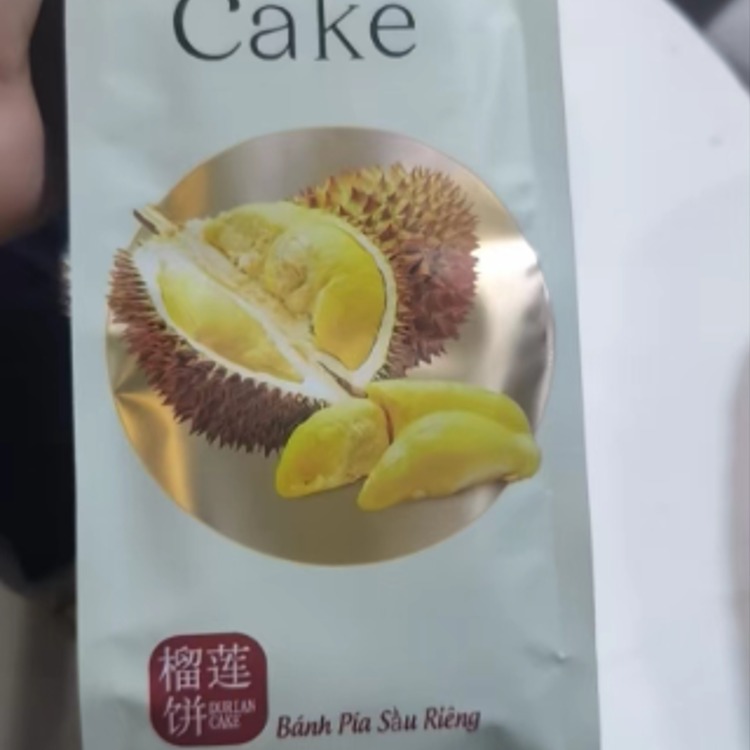 Cake
榴莲
饼 DURIAN
CAKE
Bánh Pía Sầu Riêng